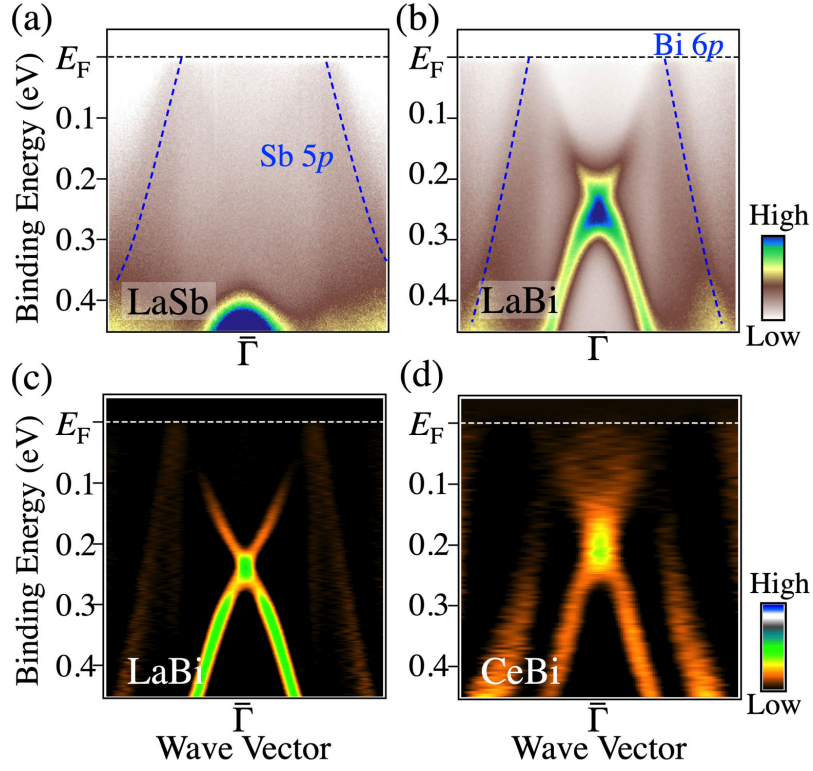 (a)
E_F
0.1
0.2
0.3
0.4
Binding Energy (eV)
Sb 5p
LaSb
Γ̿
(b)
Bi 6p
E_F
0.1
0.2
0.3
0.4
LaBi
Γ̅
High
Low
(c)
E_F
0.1
0.2
0.3
0.4
Binding Energy (eV)
LaBi
Γ̿
Wave Vector
(d)
E_F
0.1
0.2
0.3
0.4
CeBi
Γ̿
Wave Vector
High
Low